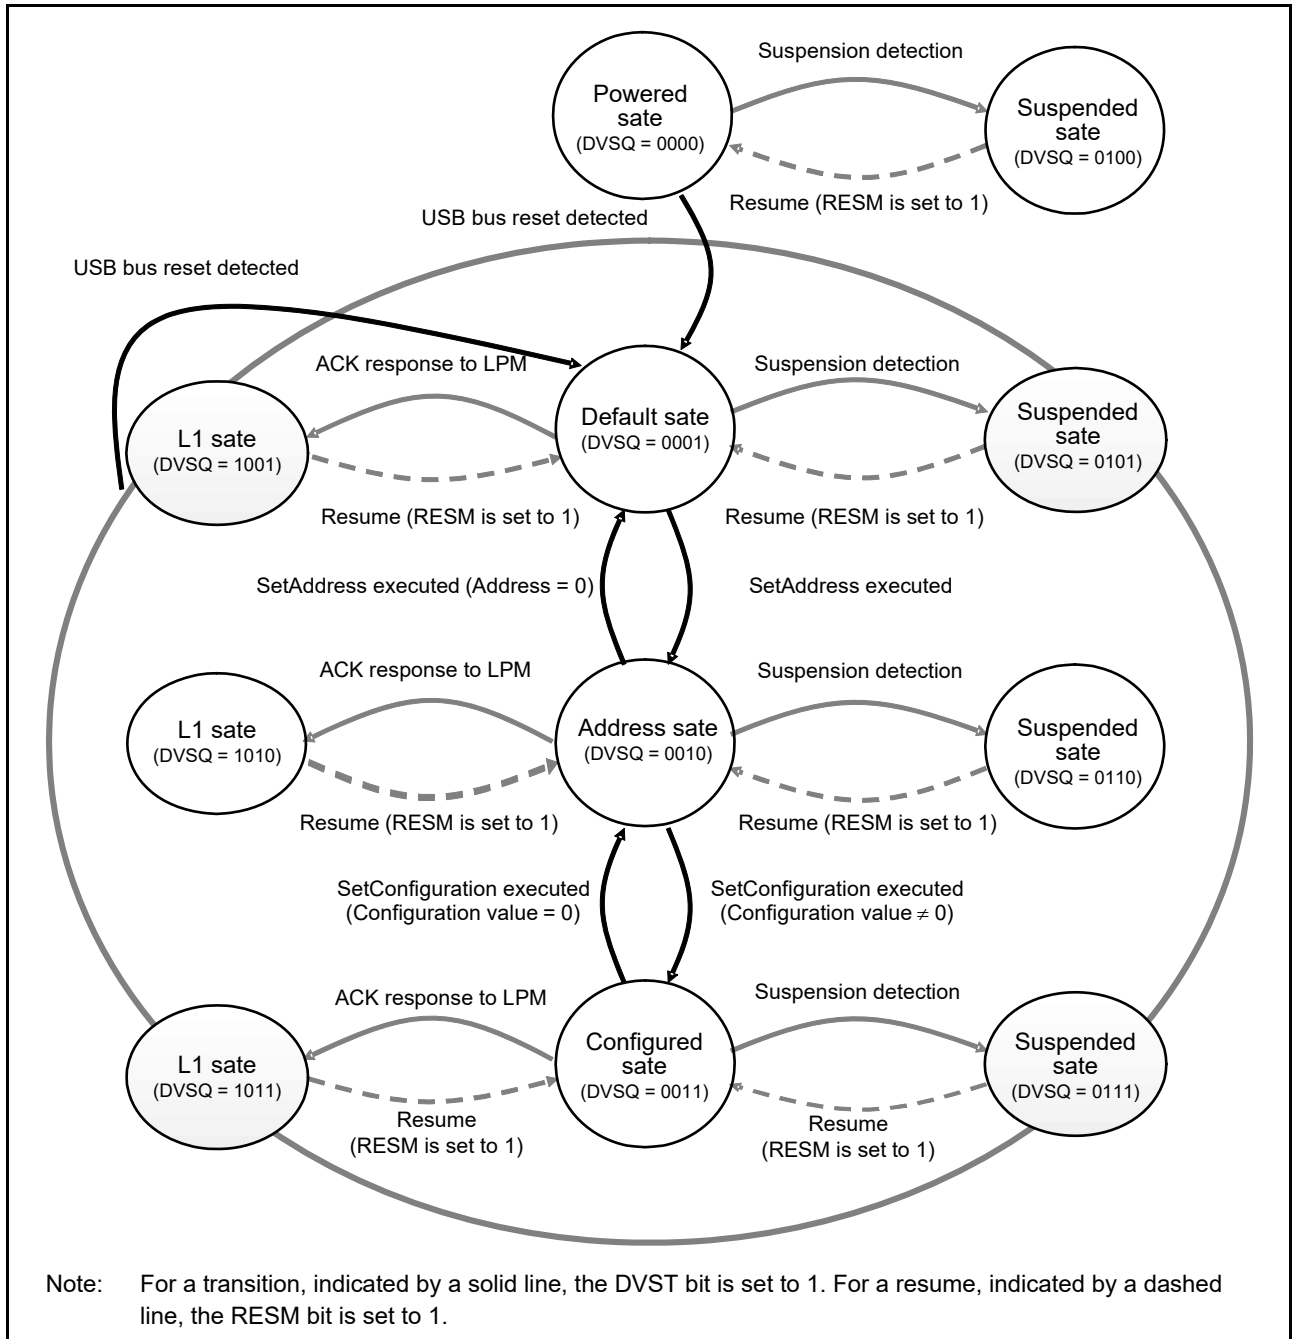 Suspension detection
Powered
sate
(DVSQ = 0000)
Suspended
sate
(DVSQ = 0100)
Resume (RESM is set to 1)
USB bus reset detected
USB bus reset detected
ACK response to LPM
Suspension detection
L1 sate
(DVSQ = 1001)
Default sate
(DVSQ = 0001)
Suspended
sate
(DVSQ = 0101)
Resume (RESM is set to 1)
Resume (RESM is set to 1)
SetAddress executed (Address = 0)
SetAddress executed
ACK response to LPM
Suspension detection
L1 sate
(DVSQ = 1010)
Address sate
(DVSQ = 0010)
Suspended
sate
(DVSQ = 0110)
Resume (RESM is set to 1)
Resume (RESM is set to 1)
SetConfiguration executed
(Configuration value = 0)
SetConfiguration executed
(Configuration value ≠ 0)
ACK response to LPM
Suspension detection
L1 sate
(DVSQ = 1011)
Configured
sate
(DVSQ = 0011)
Suspended
sate
(DVSQ = 0111)
Resume
(RESM is set to 1)
Resume
(RESM is set to 1)
Note: For a transition, indicated by a solid line, the DVST bit is set to 1. For a resume, indicated by a dashed
line, the RESM bit is set to 1.